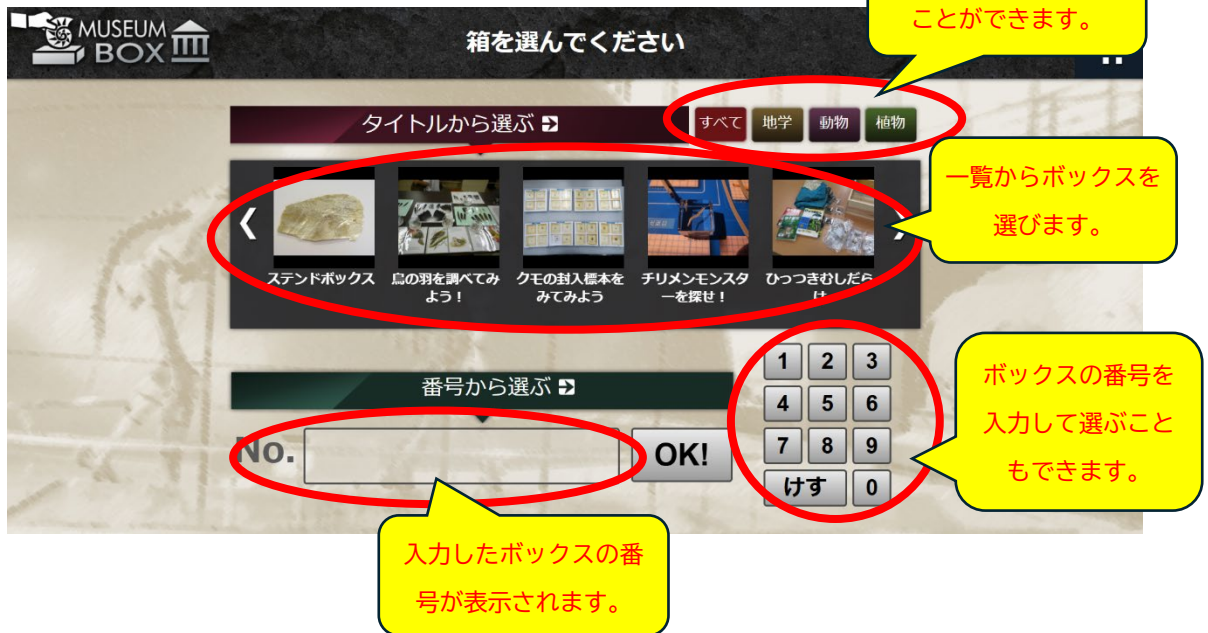 ことができます。
MUSEUM
BOX
箱を選んでください
タイトルから選ぶ
すべて 地学 動物 植物
一覧からボックスを
選びます。
ステンドボックス
鳥の羽を調べてみ
よう！
クモの封入標本を
みてみよう
チリメンモンスタ
ーを探せ！
ひっつきむしだら
け
番号から選ぶ
No.
OK!
1 2 3
4 5 6
7 8 9
けす 0
ボックスの番号を
入力して選ぶこと
もできます。
入力したボックスの番
号が表示されます。